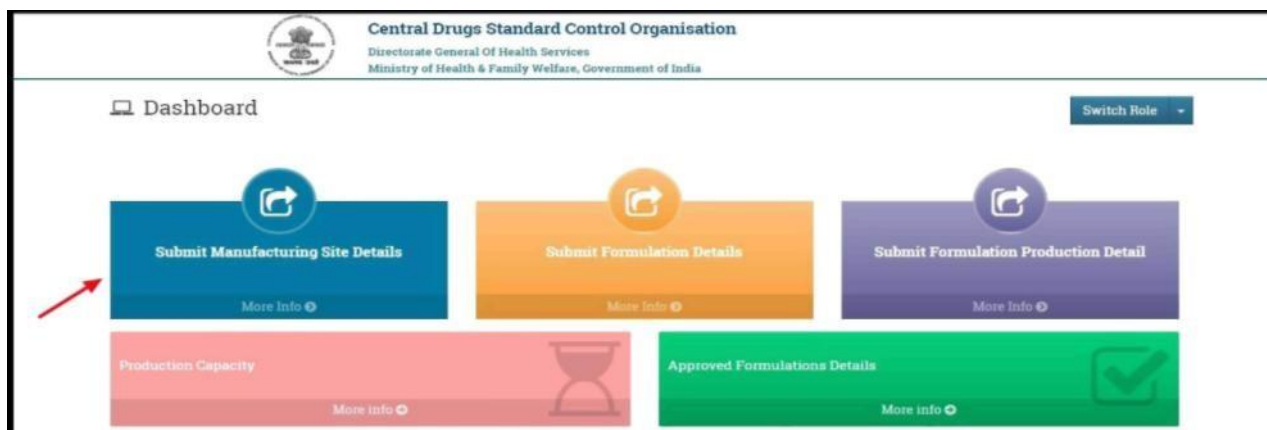 Central Drugs Standard Control Organisation
Directorate General Of Health Services
Ministry of Health & Family Welfare, Government of India
Dashboard
Switch Role
Submit Manufacturing Site Details
More Info
Submit Formulation Details
More Info
Submit Formulation Production Detail
More Info
Production Capacity
More info
Approved Formulations Details
More info